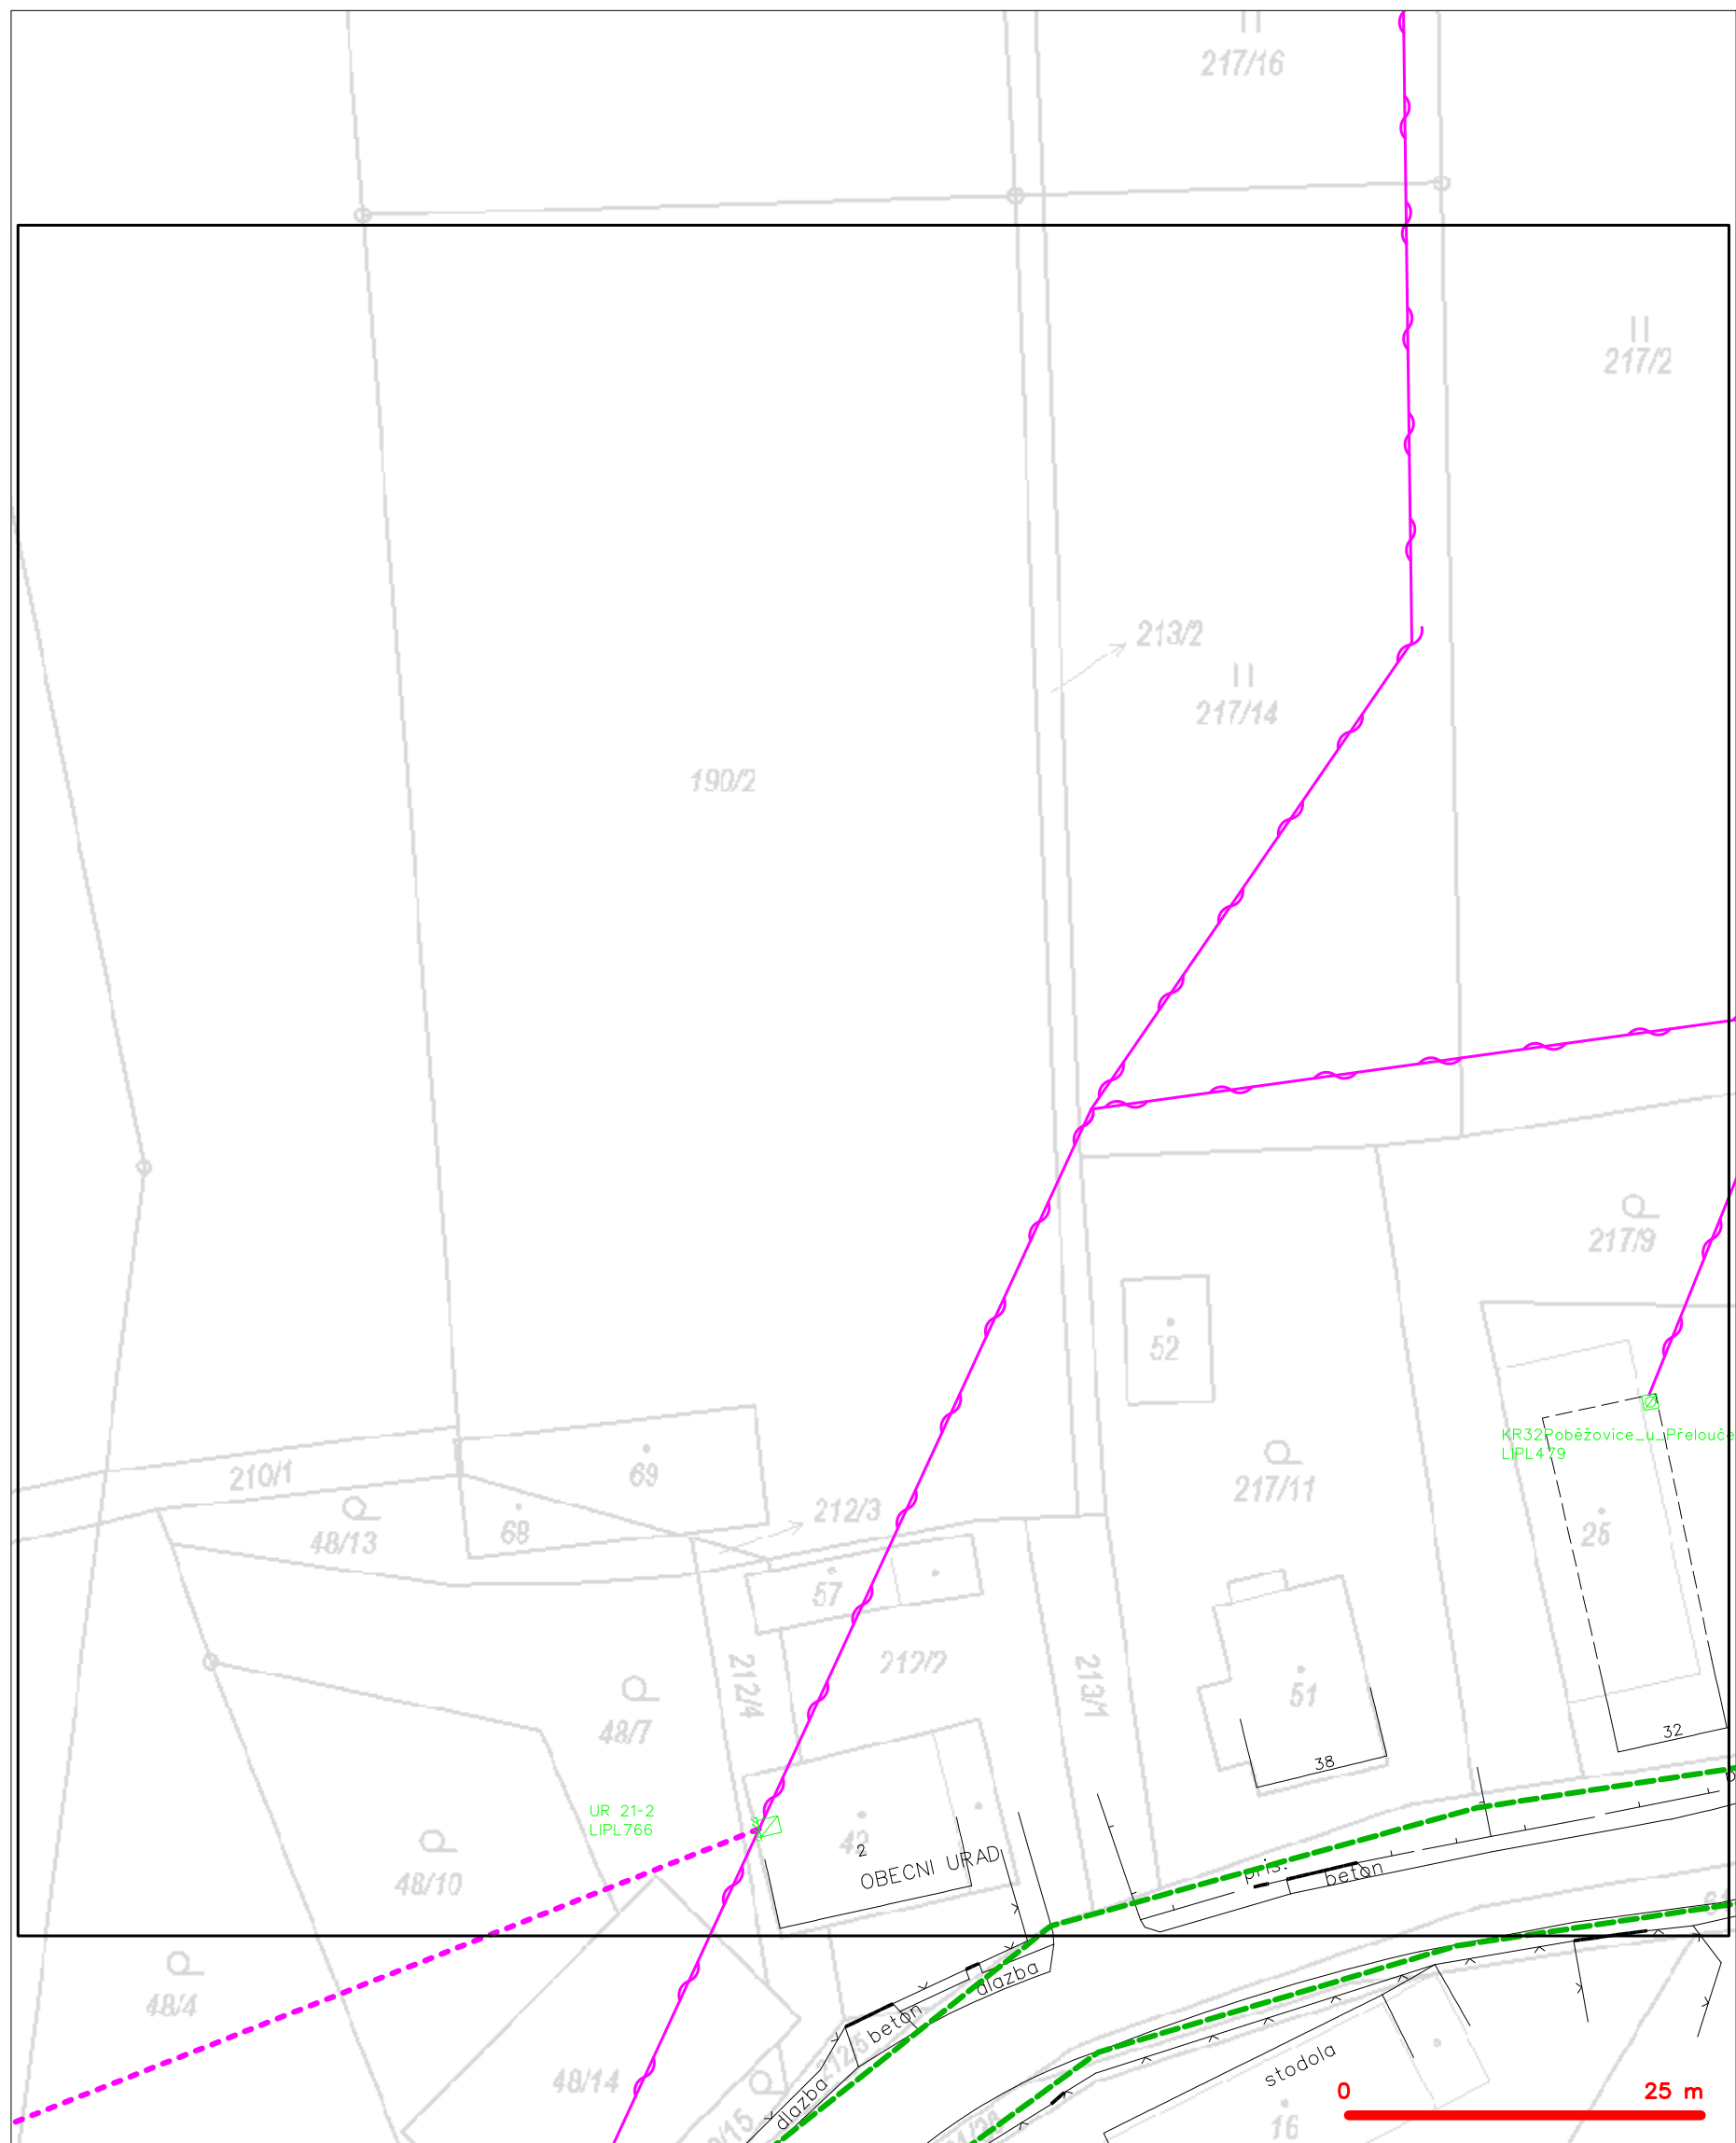 217/16
217/2
213/2
217/14
190/2
217/9
52
KR32Poběžovice_u_Přelouče
LIPL479
210/1
69
212/3
217/11
48/13
68
25
57
212/2
212/4
213/1
51
48/7
32
38
UR 21-2
LIPL766
42
2
OBECNI URAD
48/10
pris.
beton
48/4
dlazba
beton
stodola
48/14
dlazba
0
25 m
16